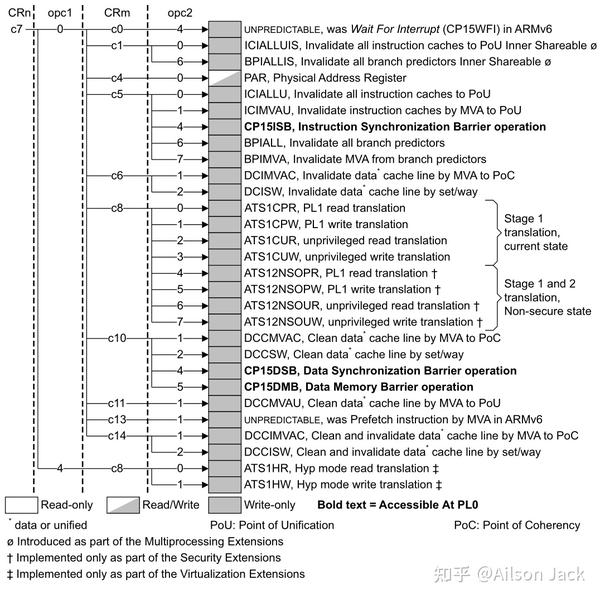 CRn opc1 CRm opc2
c7 0 c0 4 UNPREDICTABLE, was Wait For Interrupt (CP15WFI) in ARMv6
c1 0 ICIALLUIS, Invalidate all instruction caches to PoU Inner Shareable ø
6 BPIALLIS, Invalidate all branch predictors Inner Shareable ø
c4 0 PAR, Physical Address Register
c5 0 ICIALLU, Invalidate all instruction caches to PoU
1 ICIMVAU, Invalidate instruction caches by MVA to PoU
4 CP15ISB, Instruction Synchronization Barrier operation
6 BPIALL, Invalidate all branch predictors
7 BPIMVA, Invalidate MVA from branch predictors
c6 1 DCIMVAC, Invalidate data* cache line by MVA to PoC
2 DCISW, Invalidate data* cache line by set/way
c8 0 ATS1CPR, PL1 read translation
1 ATS1CPW, PL1 write translation
2 ATS1CUR, unprivileged read translation
3 ATS1CUW, unprivileged write translation
Stage 1
translation,
current state
4 ATS12NSOPR, PL1 read translation †
5 ATS12NSOPW, PL1 write translation †
6 ATS12NSOUR, unprivileged read translation †
7 ATS12NSOUW, unprivileged write translation †
Stage 1 and 2
translation,
Non-secure state
c10 1 DCCMVAC, Clean data* cache line by MVA to PoC
2 DCCSW, Clean data* cache line by set/way
4 CP15DSB, Data Synchronization Barrier operation
5 CP15DMB, Data Memory Barrier operation
c11 1 DCCMVAU, Clean data* cache line by MVA to PoU
c13 1 UNPREDICTABLE, was Prefetch instruction by MVA in ARMv6
c14 1 DCCIMVAC, Clean and invalidate data* cache line by MVA to PoC
2 DCCISW, Clean and invalidate data* cache line by set/way
4 c8 0 ATS1HR, Hyp mode read translation ‡
1 ATS1HW, Hyp mode write translation ‡
Read-only Read/Write Write-only Bold text = Accessible At PL0
* data or unified PoU: Point of Unification PoC: Point of Coherency
ø Introduced as part of the Multiprocessing Extensions
† Implemented only as part of the Security Extensions
‡ Implemented only as part of the Virtualization Extensions
知乎 @Ailson Jack